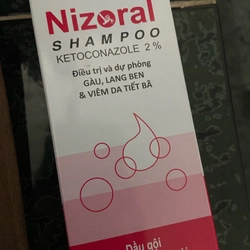 Nizoral
SHAMPOO
KETOCONAZOLE 2 %
Điều trị và dự phòng
GÀU, LANG BEN
& VIÊM DA TIẾT BÃ
Dầu gội